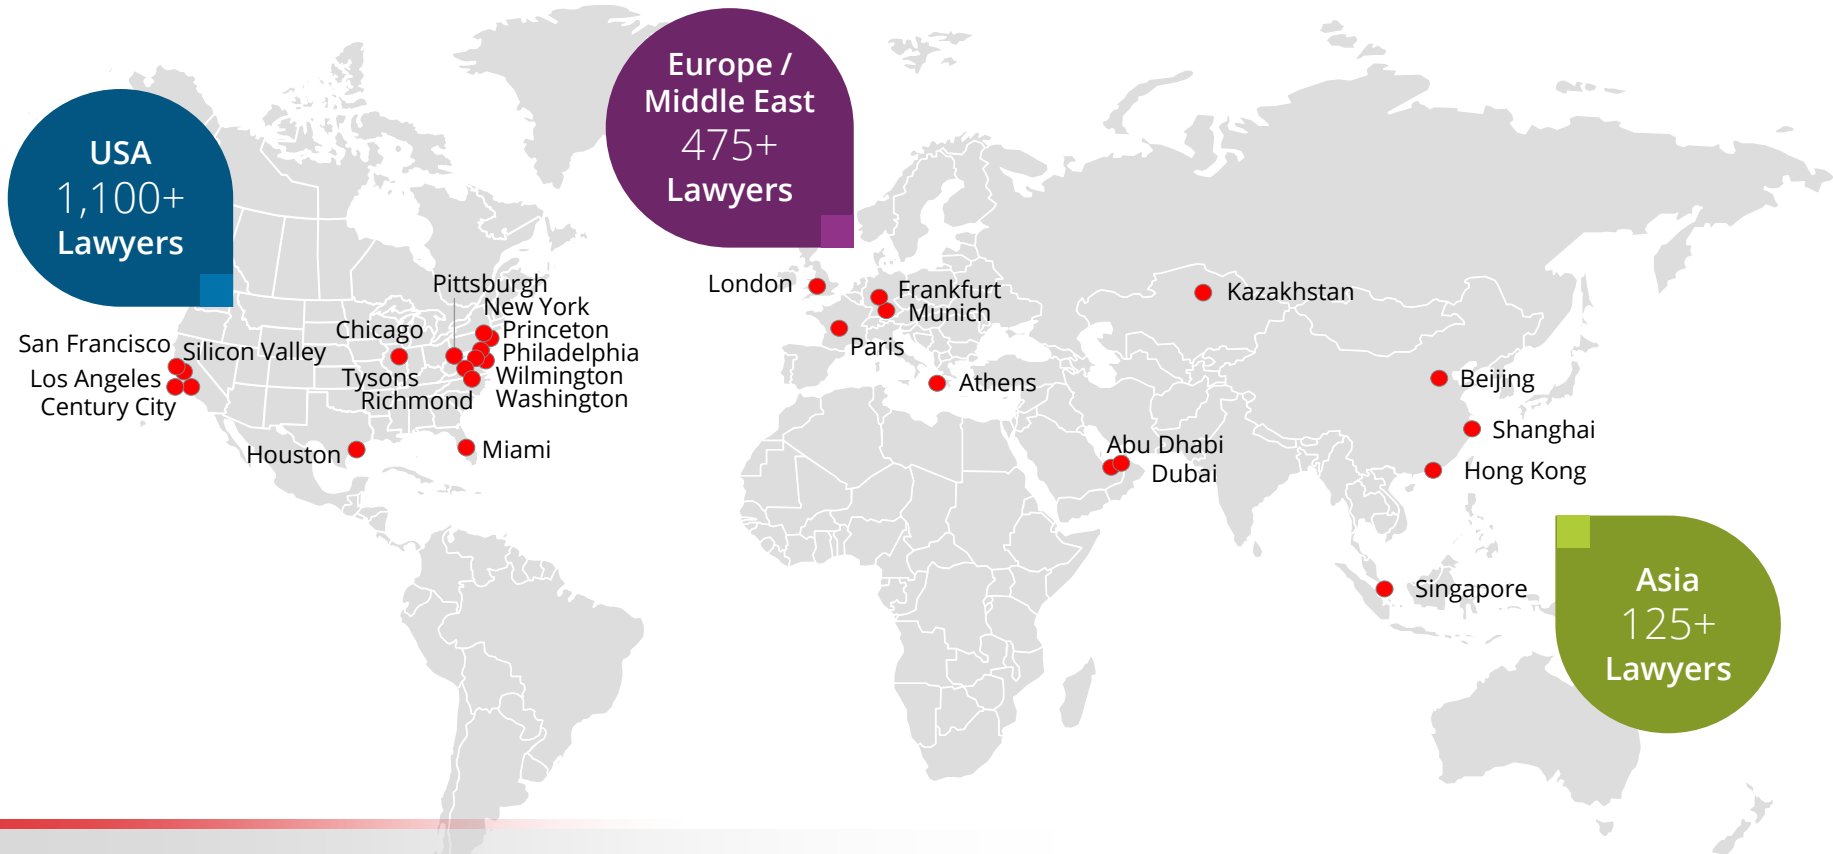 Europe /
Middle East
475+
Lawyers
USA
1,100+
Lawyers
London
Frankfurt
Munich
Paris
Athens
Kazakhstan
Pittsburgh
New York
Princeton
Philadelphia
Wilmington
Washington
Chicago
Tysons
Richmond
San Francisco
Silicon Valley
Los Angeles
Century City
Houston
Miami
Abu Dhabi
Dubai
Beijing
Shanghai
Hong Kong
Singapore
Asia
125+
Lawyers